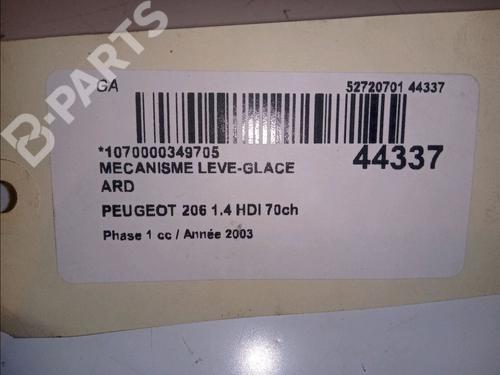 B-PARTS
GA 52720701 44337
*1070000349705 44337
MECANISME LEVE-GLACE
ARD
PEUGEOT 206 1.4 HDI 70ch
Phase 1 cc / Année 2003